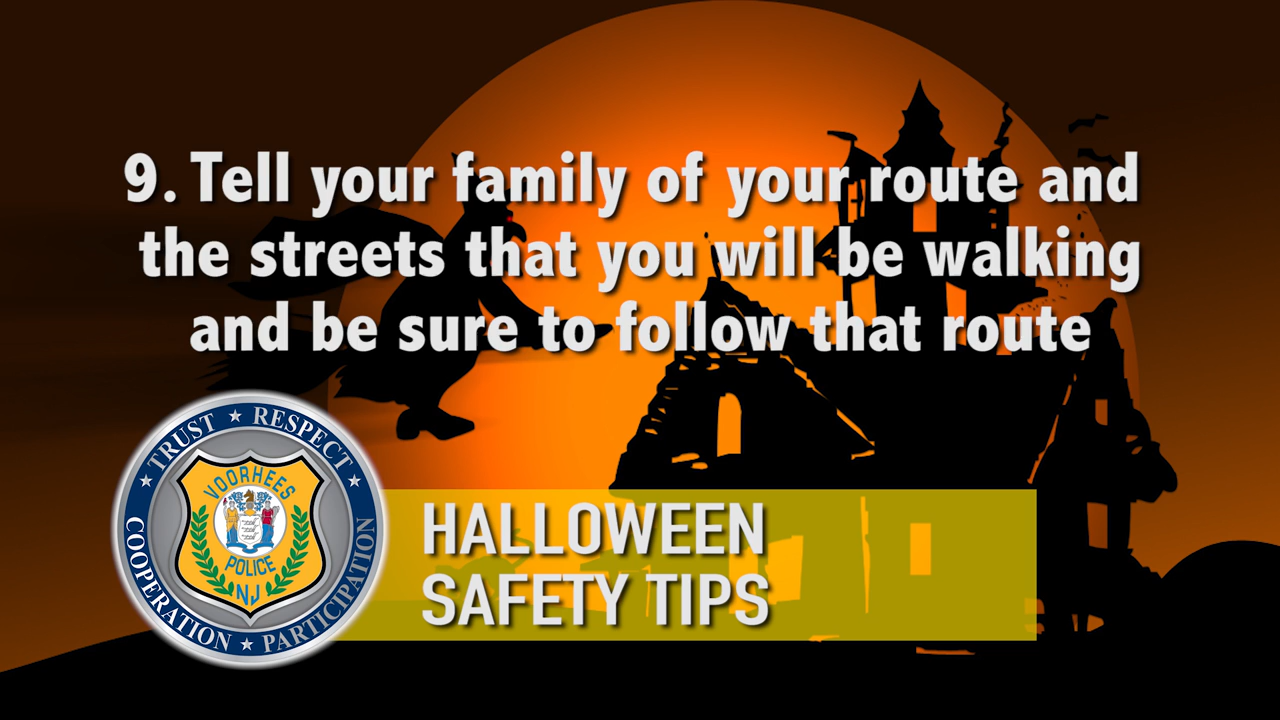 9. Tell your family of your route and
the streets that you will be walking
and be sure to follow that route
TRUST ★ RESPECT
★ COOPERATION ★ PARTICIPATION ★
VOORHEES
POLICE
NJ
HALLOWEEN
SAFETY TIPS